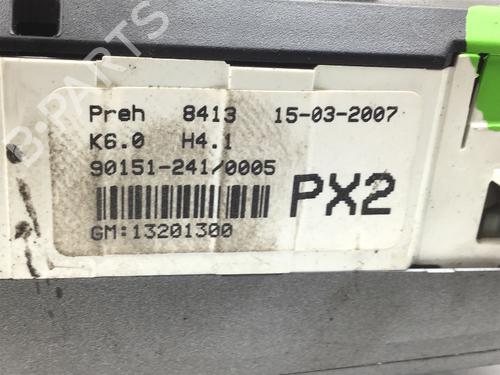 Preh 8413 15-03-2007
K6.0 H4.1
90151-241/0005
PX2
GM:13201300
B-PARTS